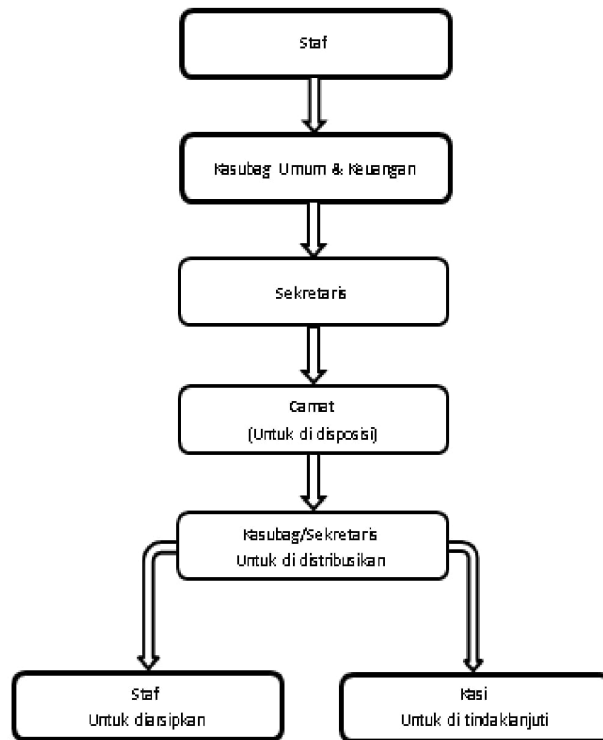 Staf
Kasubag Umum & Keuangan
Sekretaris
Camat
(Untuk di disposisi)
Kasubag/Sekretaris
Untuk di distribusikan
Staf
Untuk diarsipkan
Kasi
Untuk di tindaklanjuti